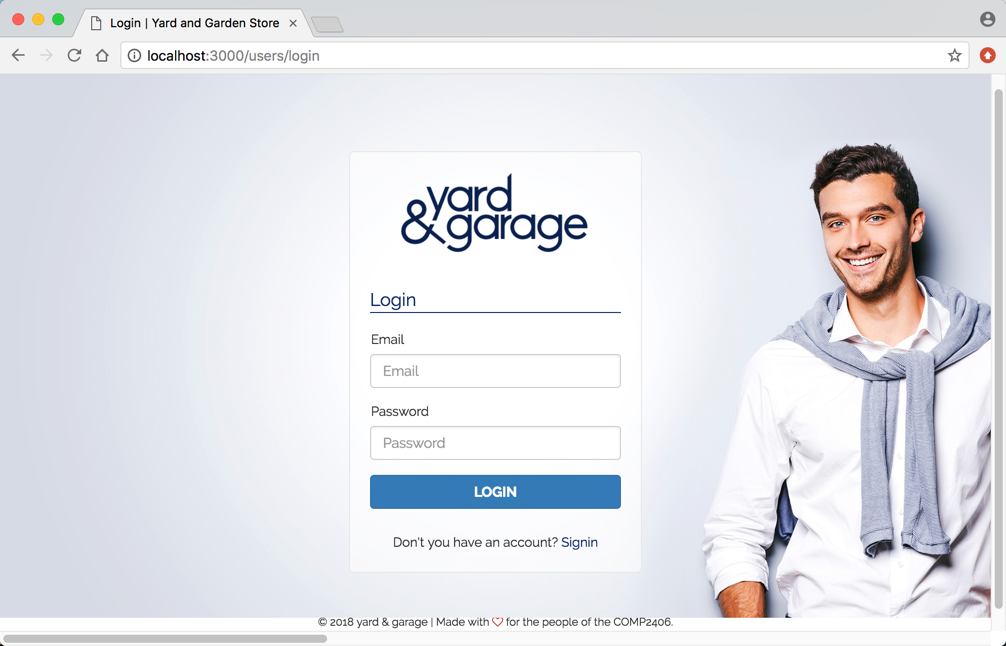 Login | Yard and Garden Store
localhost:3000/users/login
yard
&garage
Login
Email
Email
Password
Password
LOGIN
Don't you have an account? Signin
© 2018 yard & garage | Made with ♡ for the people of the COMP2406.